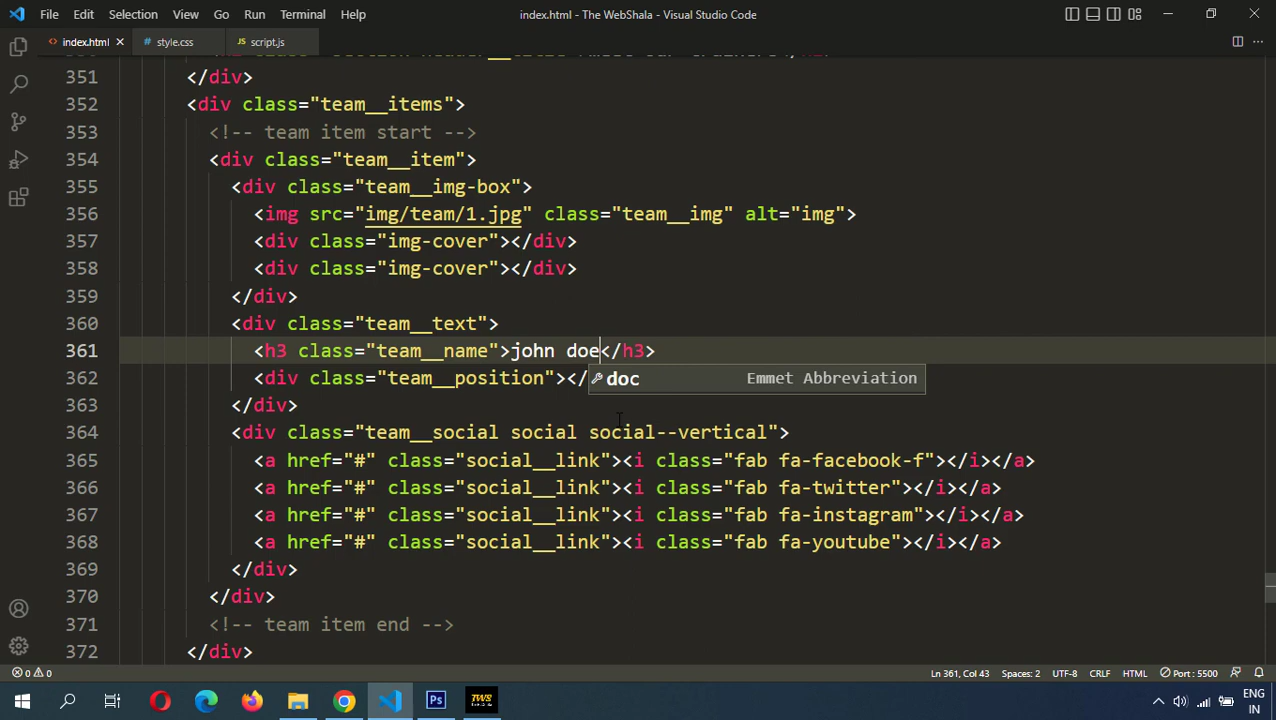 File Edit Selection View Go Run Terminal Help
index.html - The WebShala - Visual Studio Code
index.html
style.css
JS script.js
351 </div>
352 <div class="team__items">
353 <!-- team item start -->
354 <div class="team__item">
355 <div class="team__img-box">
356 <img src="img/team/1.jpg" class="team__img" alt="img">
357 <div class="img-cover"></div>
358 <div class="img-cover"></div>
359 </div>
360 <div class="team__text">
361 <h3 class="team__name">john doe</h3>
362 <div class="team__position"></
doc Emmet Abbreviation
363 </div>
364 <div class="team__social social social--vertical">
365 <a href="#" class="social__link"><i class="fab fa-facebook-f"></i></a>
366 <a href="#" class="social__link"><i class="fab fa-twitter"></i></a>
367 <a href="#" class="social__link"><i class="fab fa-instagram"></i></a>
368 <a href="#" class="social__link"><i class="fab fa-youtube"></i></a>
369 </div>
370 </div>
371 <!-- team item end -->
372 </div>
0 0 Ln 361, Col 43 Spaces: 2 UTF-8 CRLF HTML Port : 5500
Ps
TWS
ENG
IN